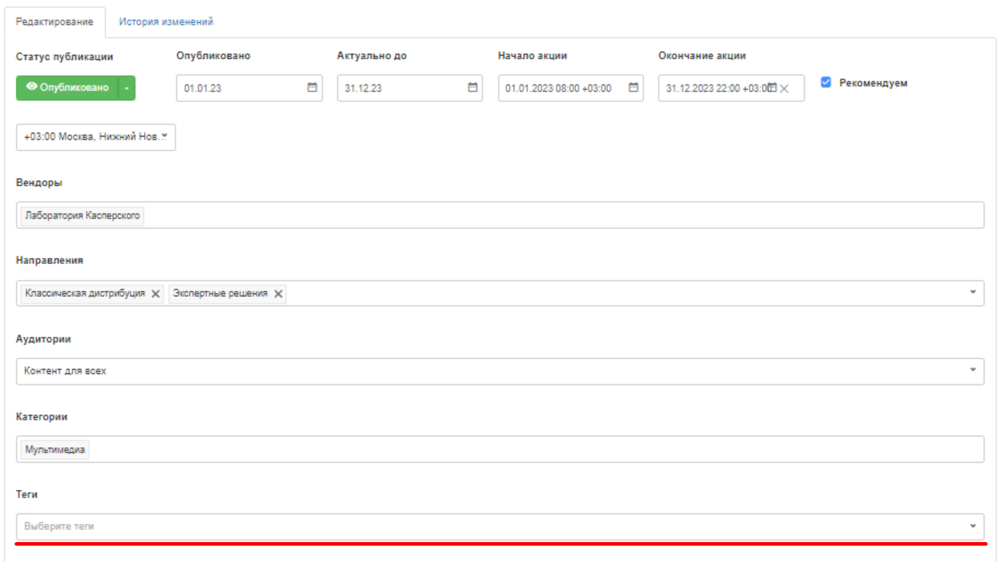 Редактирование История изменений
Статус публикации Опубликовано Актуально до Начало акции Окончание акции
Опубликовано 01.01.23 31.12.23 01.01.2023 08:00 +03:00 31.12.2023 22:00 +03:00 Рекомендуем
+03:00 Москва, Нижний Нов...
Вендоры
Лаборатория Касперского
Направления
Классическая дистрибуция Экспертные решения
Аудитории
Контент для всех
Категории
Мультимедиа
Теги
Выберите теги